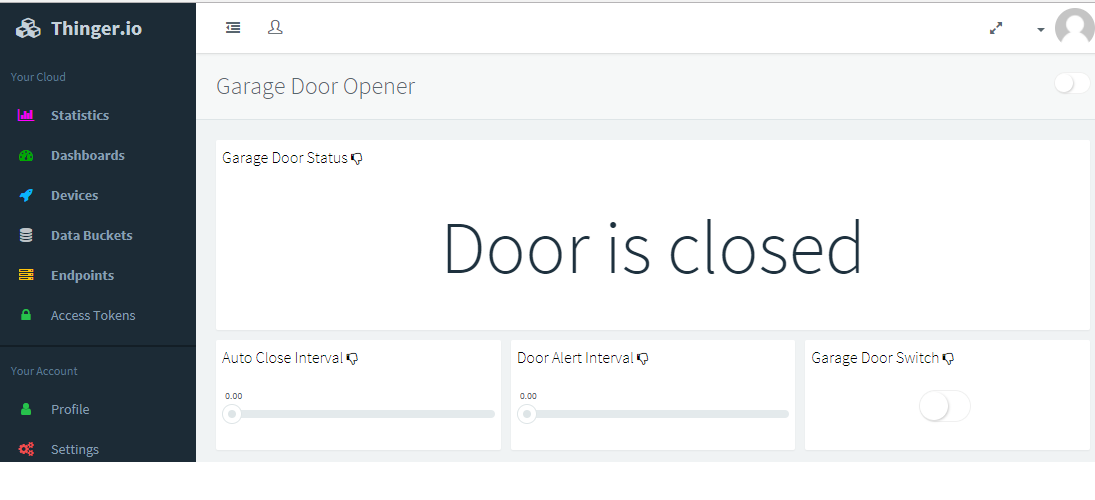 Thinger.io
Your Cloud
Statistics
Dashboards
Devices
Data Buckets
Endpoints
Access Tokens
Your Account
Profile
Settings
Garage Door Opener
Garage Door Status
Door is closed
Auto Close Interval
0.00
Door Alert Interval
0.00
Garage Door Switch